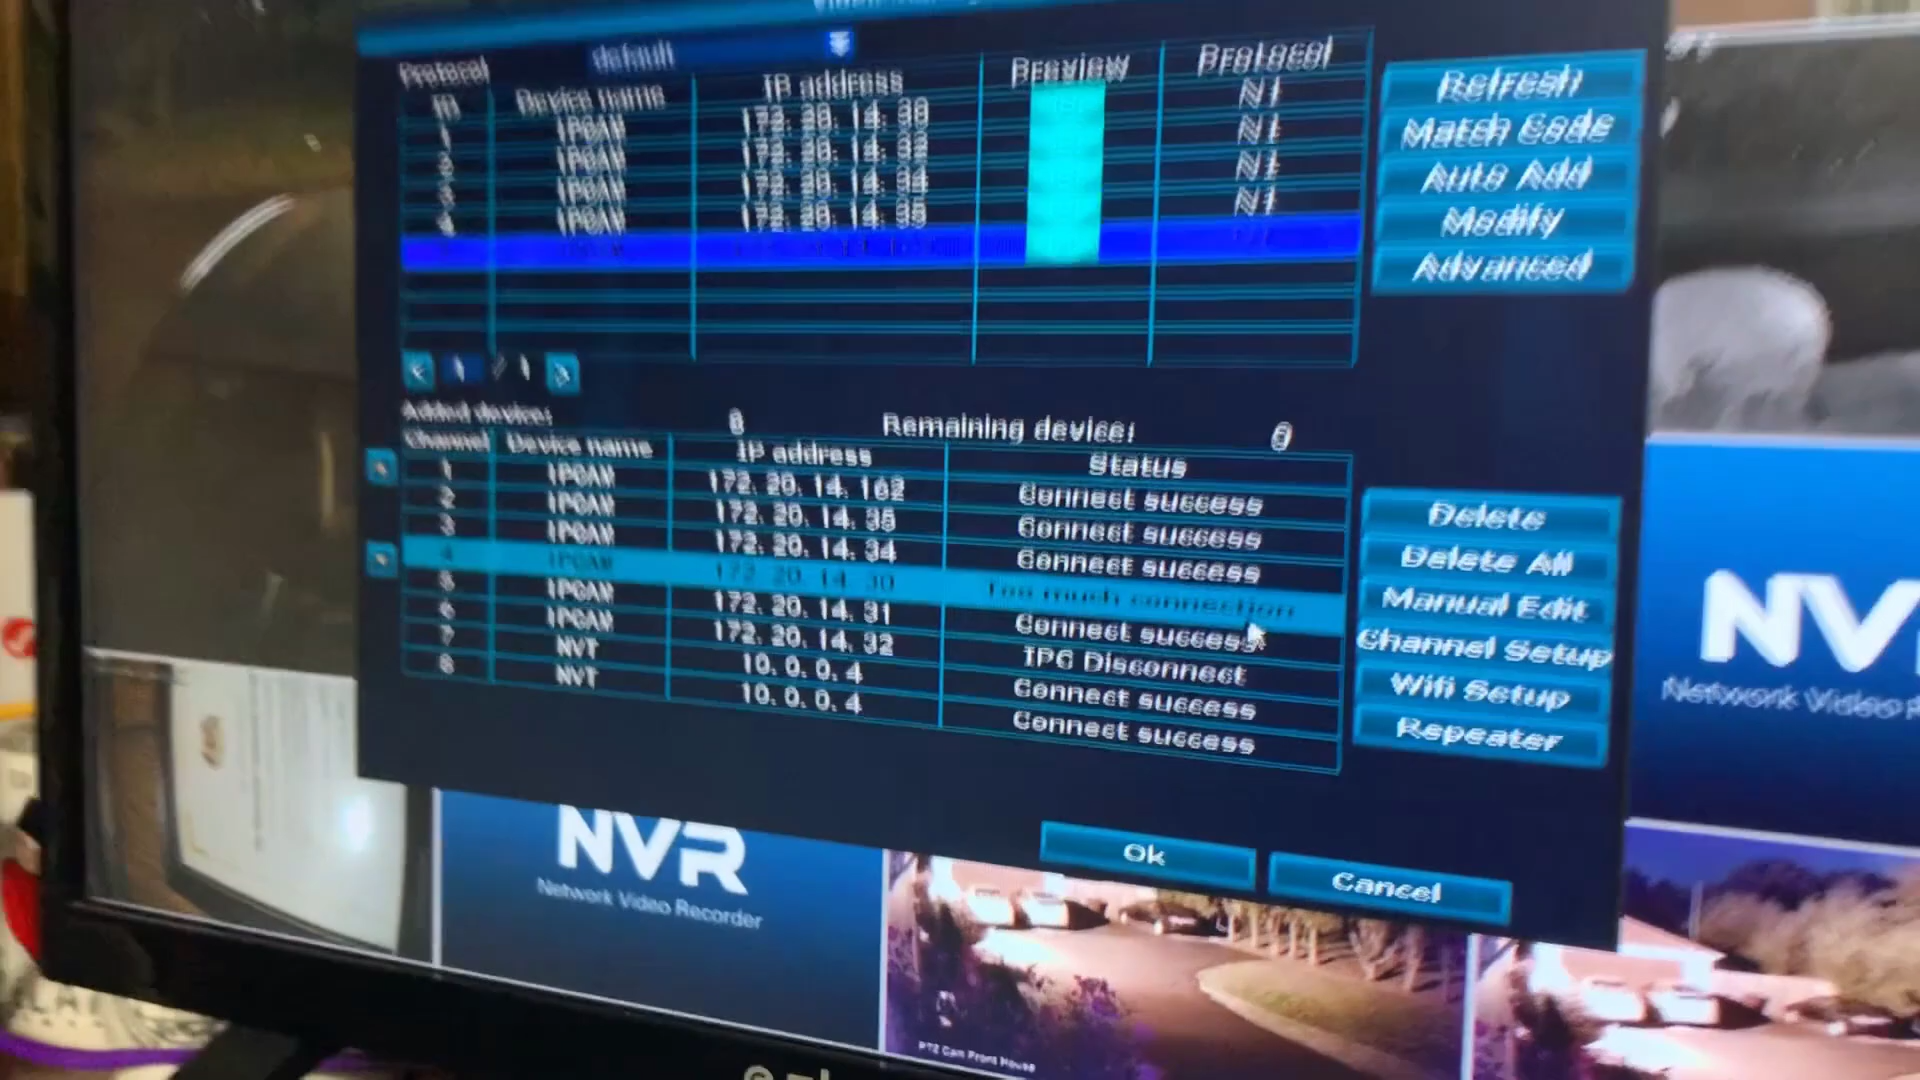 Protocol default
ID Device name IP address Preview Protocol
1 IPCAM 172. 20. 14. 30 N1
2 IPCAM 172. 20. 14. 32 N1
3 IPCAM 172. 20. 14. 34 N1
4 IPCAM 172. 20. 14. 35 N1
Refresh
Match Code
Auto Add
Modify
Advanced
1 / 1
Added device: 8 Remaining device: 0
Channel Device name IP address Status
1 IPCAM 172. 20. 14. 162 Connect success
2 IPCAM 172. 20. 14. 35 Connect success
3 IPCAM 172. 20. 14. 34 Connect success
4 IPCAM 172. 20. 14. 30 Too much connection
5 IPCAM 172. 20. 14. 31 Connect success
6 IPCAM 172. 20. 14. 32 IPC Disconnect
7 NVT 10. 0. 0. 4 Connect success
8 NVT 10. 0. 0. 4 Connect success
Delete
Delete All
Manual Edit
Channel Setup
Wifi Setup
Repeater
Ok
Cancel
NVR
Network Video Recorder
Network Video
PTZ Cam Front House